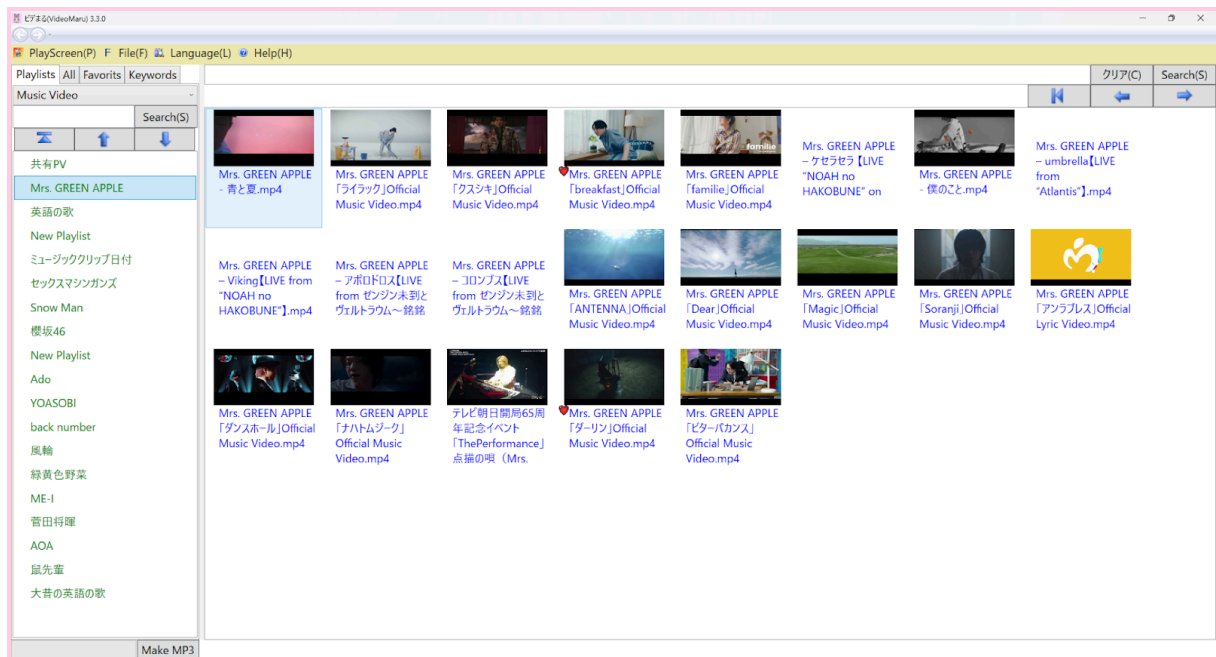 ビデまる(VideoMaru) 3.3.0
PlayScreen(P) F File(F) Language(L) Help(H)
Playlists All Favorits Keywords
クリア(C) Search(S)
Music Video
Search(S)
共有PV
Mrs. GREEN APPLE
英語の歌
New Playlist
ミュージッククリップ日付
セックスマシンガンズ
Snow Man
櫻坂46
New Playlist
Ado
YOASOBI
back number
風輪
緑黄色野菜
ME-I
菅田将暉
AOA
鼠先輩
大昔の英語の歌
Make MP3
Mrs. GREEN APPLE
- 青と夏.mp4
Mrs. GREEN APPLE
「ライラック」Official
Music Video.mp4
Mrs. GREEN APPLE
「クスシキ」Official
Music Video.mp4
Mrs. GREEN APPLE
「breakfast」Official
Music Video.mp4
familie
Mrs. GREEN APPLE
「familie」Official
Music Video.mp4
Mrs. GREEN APPLE
– ケセラセラ【LIVE
"NOAH no
HAKOBUNE" on
Mrs. GREEN APPLE
- 僕のこと.mp4
Mrs. GREEN APPLE
– umbrella【LIVE
from
"Atlantis"】.mp4
Mrs. GREEN APPLE
– Viking【LIVE from
"NOAH no
HAKOBUNE"】.mp4
Mrs. GREEN APPLE
– アポロドロス【LIVE
from ゼンジン未到と
ヴェルトラウム～銘銘
Mrs. GREEN APPLE
– コロンブス【LIVE
from ゼンジン未到と
ヴェルトラウム～銘銘
Mrs. GREEN APPLE
「ANTENNA」Official
Music Video.mp4
Mrs. GREEN APPLE
「Dear」Official
Music Video.mp4
Mrs. GREEN APPLE
「Magic」Official
Music Video.mp4
Mrs. GREEN APPLE
「Soranji」Official
Music Video.mp4
Mrs. GREEN APPLE
「アンラブレス」Official
Lyric Video.mp4
Mrs. GREEN APPLE
「ダンスホール」Official
Music Video.mp4
Mrs. GREEN APPLE
「ナハトムジーク」
Official Music
Video.mp4
テレビ朝日開局65周
年記念イベント
「ThePerformance」
点描の唄（Mrs.
Mrs. GREEN APPLE
「ダーリン」Official
Music Video.mp4
Mrs. GREEN APPLE
「ビターバカンス」
Official Music
Video.mp4